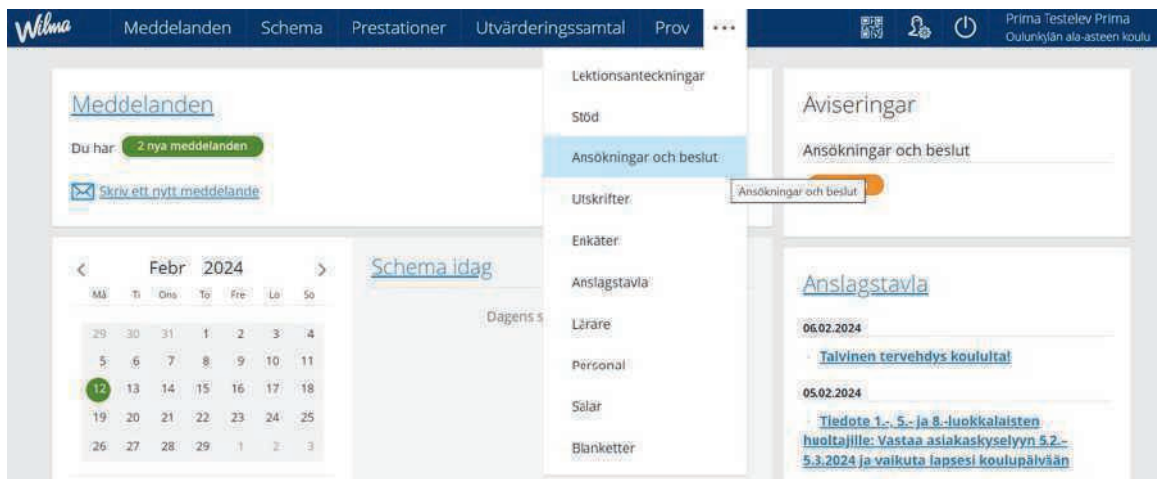 Wilma Meddelanden Schema Prestationer Utvärderingssamtal Prov ...
Prima Testelev Prima
Oulunkylän ala-asteen koulu
Meddelanden
Du har 2 nya meddelanden
Skriv ett nytt meddelande
Lektionsanteckningar
Stöd
Ansökningar och beslut
Utskrifter
Enkäter
Anslagstavla
Lärare
Personal
Salar
Blanketter
Ansökningar och beslut
Aviseringar
Ansökningar och beslut
< Febr 2024 >
Må Ti Ons To Fre Lö Sö
29 30 31 1 2 3 4
5 6 7 8 9 10 11
12 13 14 15 16 17 18
19 20 21 22 23 24 25
26 27 28 29 1 2 3
Schema idag
Dagens s
Anslagstavla
06.02.2024
Talvinen tervehdys koululta!
05.02.2024
Tiedote 1.-, 5.- ja 8.-luokkalaisten
huoltajille: Vastaa asiakaskyselyyn 5.2.–
5.3.2024 ja vaikuta lapsesi koulupäivään